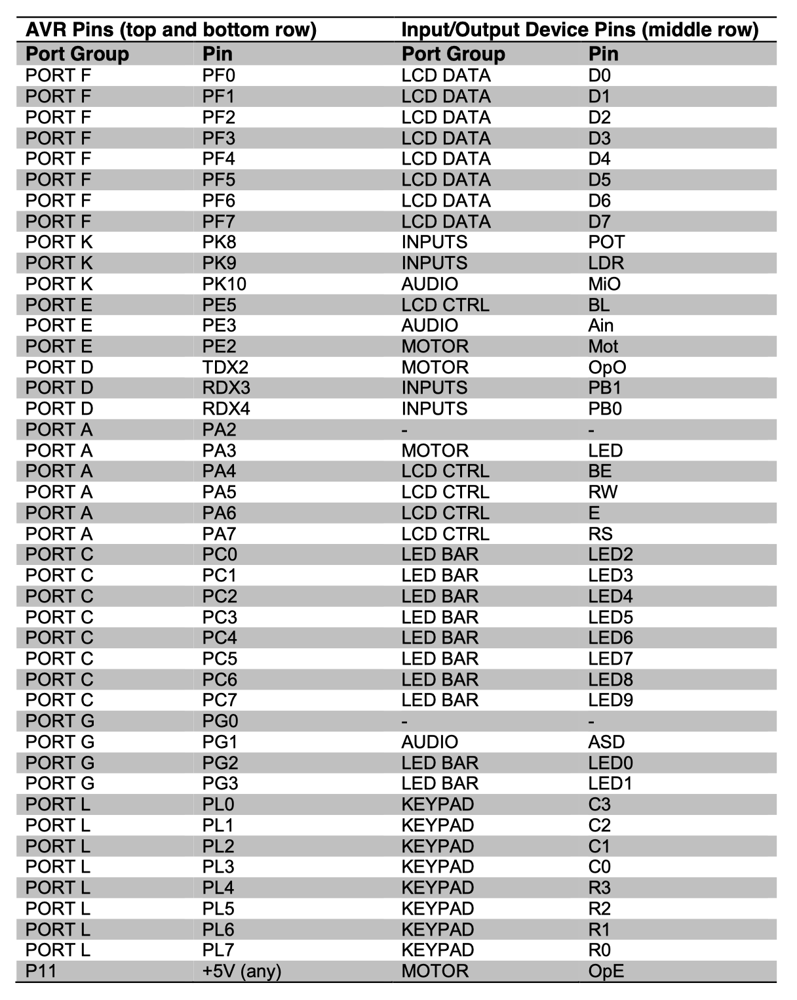 AVR Pins (top and bottom row) Input/Output Device Pins (middle row)
Port Group Pin Port Group Pin
PORT F PF0 LCD DATA D0
PORT F PF1 LCD DATA D1
PORT F PF2 LCD DATA D2
PORT F PF3 LCD DATA D3
PORT F PF4 LCD DATA D4
PORT F PF5 LCD DATA D5
PORT F PF6 LCD DATA D6
PORT F PF7 LCD DATA D7
PORT K PK8 INPUTS POT
PORT K PK9 INPUTS LDR
PORT K PK10 AUDIO MiO
PORT E PE5 LCD CTRL BL
PORT E PE3 AUDIO Ain
PORT E PE2 MOTOR Mot
PORT D TDX2 MOTOR OpO
PORT D RDX3 INPUTS PB1
PORT D RDX4 INPUTS PB0
PORT A PA2 - -
PORT A PA3 MOTOR LED
PORT A PA4 LCD CTRL BE
PORT A PA5 LCD CTRL RW
PORT A PA6 LCD CTRL E
PORT A PA7 LCD CTRL RS
PORT C PC0 LED BAR LED2
PORT C PC1 LED BAR LED3
PORT C PC2 LED BAR LED4
PORT C PC3 LED BAR LED5
PORT C PC4 LED BAR LED6
PORT C PC5 LED BAR LED7
PORT C PC6 LED BAR LED8
PORT C PC7 LED BAR LED9
PORT G PG0 - -
PORT G PG1 AUDIO ASD
PORT G PG2 LED BAR LED0
PORT G PG3 LED BAR LED1
PORT L PL0 KEYPAD C3
PORT L PL1 KEYPAD C2
PORT L PL2 KEYPAD C1
PORT L PL3 KEYPAD C0
PORT L PL4 KEYPAD R3
PORT L PL5 KEYPAD R2
PORT L PL6 KEYPAD R1
PORT L PL7 KEYPAD R0
P11 +5V (any) MOTOR OpE